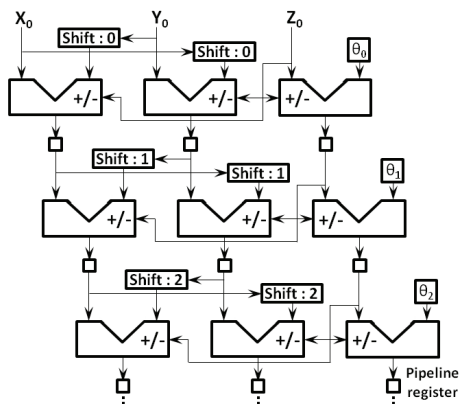 X0 Y0 Z0
Shift : 0
Shift : 0
θ0
+/- +/- +/-
Shift : 1
Shift : 1
θ1
+/- +/- +/-
Shift : 2
Shift : 2
θ2
+/- +/- +/-
Pipeline
register